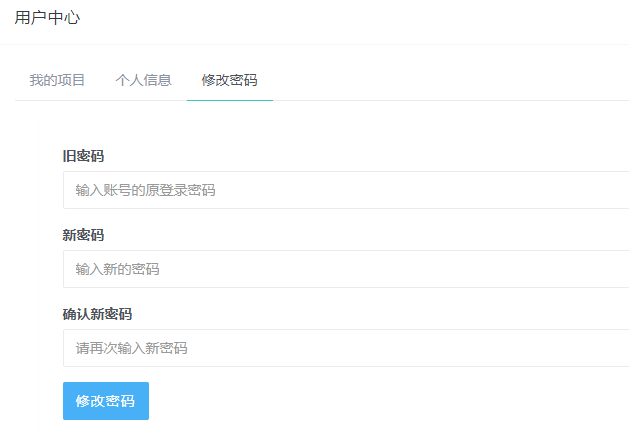 用户中心
我的项目 个人信息 修改密码
旧密码
输入账号的原登录密码
新密码
输入新的密码
确认新密码
请再次输入新密码
修改密码